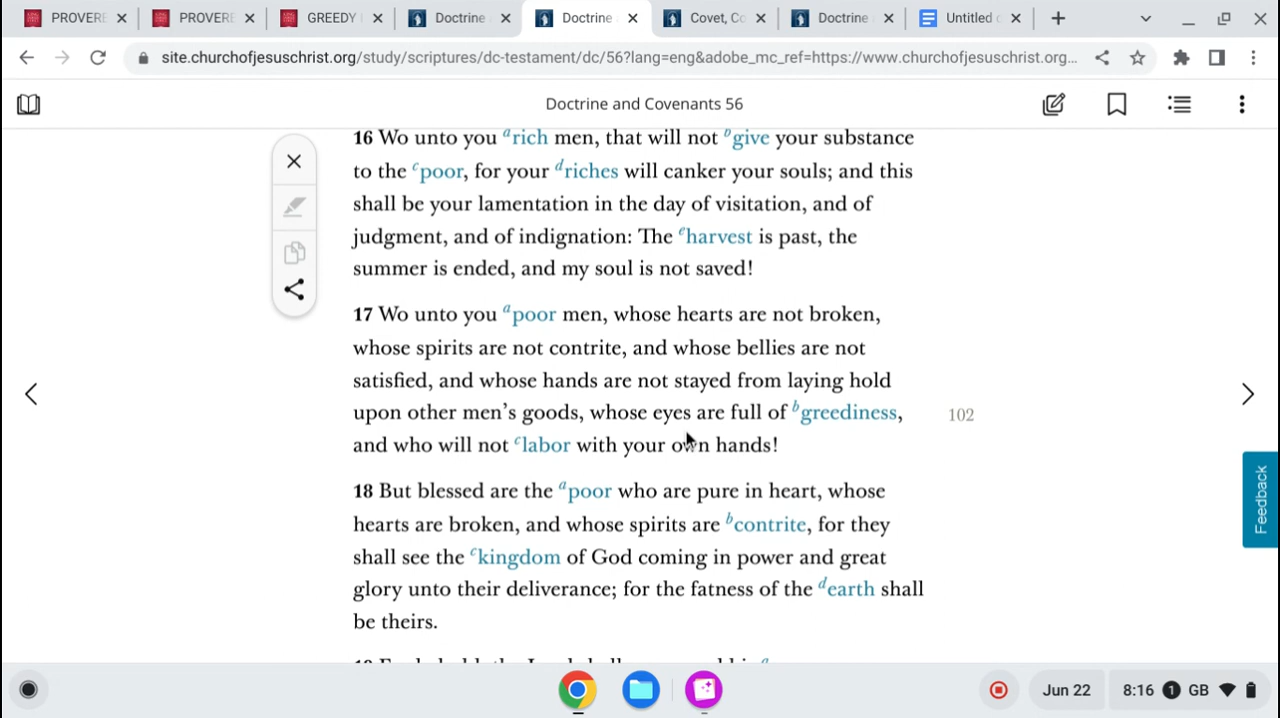 PROVERE
PROVERE
GREEDY
Doctrine
Doctrine
Covet, Co
Doctrine
Untitled
site.churchofjesuschrist.org/study/scriptures/dc-testament/dc/56?lang=eng&adobe_mc_ref=https://www.churchofjesuschrist.org...
Doctrine and Covenants 56
16 Wo unto you a rich men, that will not b give your substance
to the c poor, for your d riches will canker your souls; and this
shall be your lamentation in the day of visitation, and of
judgment, and of indignation: The e harvest is past, the
summer is ended, and my soul is not saved!
17 Wo unto you a poor men, whose hearts are not broken,
whose spirits are not contrite, and whose bellies are not
satisfied, and whose hands are not stayed from laying hold
upon other men’s goods, whose eyes are full of b greediness,
102
and who will not c labor with your own hands!
18 But blessed are the a poor who are pure in heart, whose
hearts are broken, and whose spirits are b contrite, for they
shall see the c kingdom of God coming in power and great
glory unto their deliverance; for the fatness of the d earth shall
be theirs.
Feedback
Jun 22
8:16 1 GB